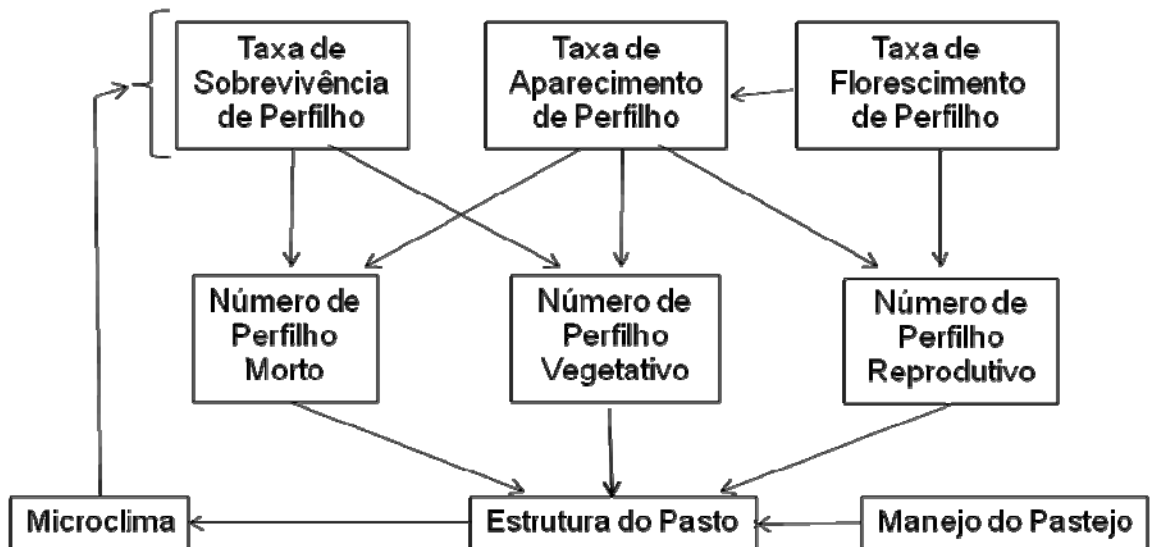 Taxa de
Sobrevivência
de Perfilho
Taxa de
Aparecimento
de Perfilho
Taxa de
Florescimento
de Perfilho
Número de
Perfilho
Morto
Número de
Perfilho
Vegetativo
Número de
Perfilho
Reprodutivo
Microclima
Estrutura do Pasto
Manejo do Pastejo